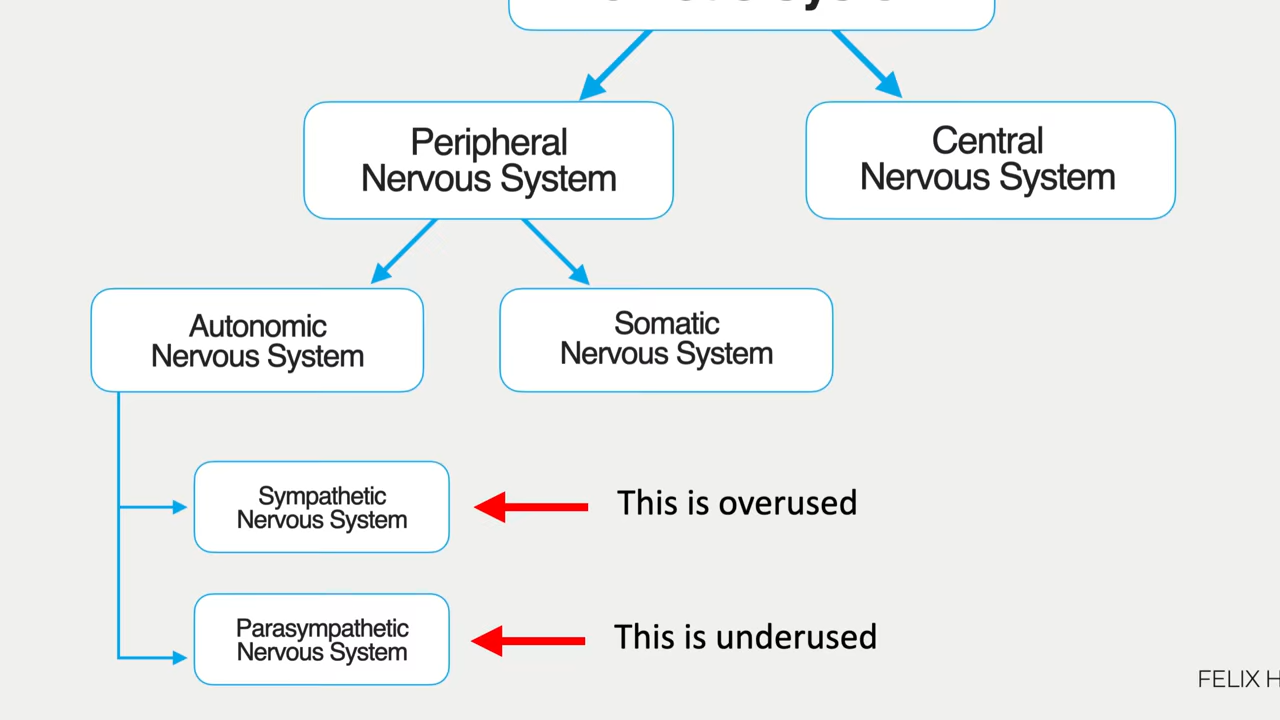 Peripheral
Nervous System
Central
Nervous System
Autonomic
Nervous System
Somatic
Nervous System
Sympathetic
Nervous System
This is overused
Parasympathetic
Nervous System
This is underused
FELIX H